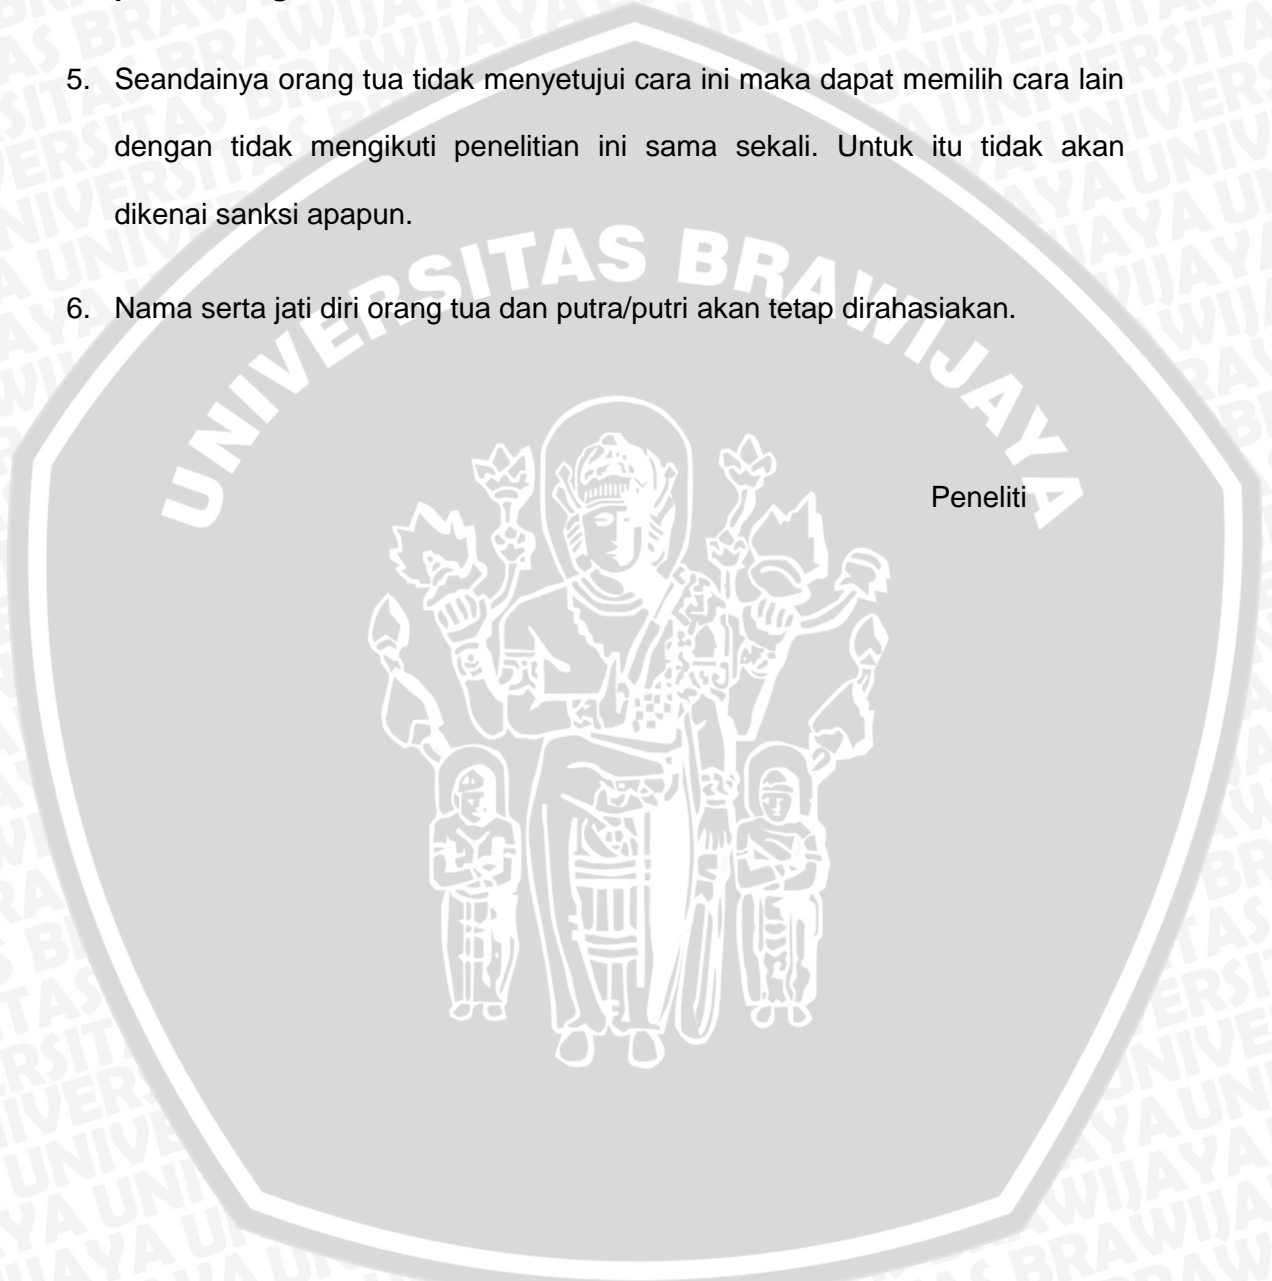 5. Seandainya orang tua tidak menyetujui cara ini maka dapat memilih cara lain
dengan tidak mengikuti penelitian ini sama sekali. Untuk itu tidak akan
dikenai sanksi apapun.
UNIVERSITAS BRAWIJAYA
6. Nama serta jati diri orang tua dan putra/putri akan tetap dirahasiakan.
Peneliti